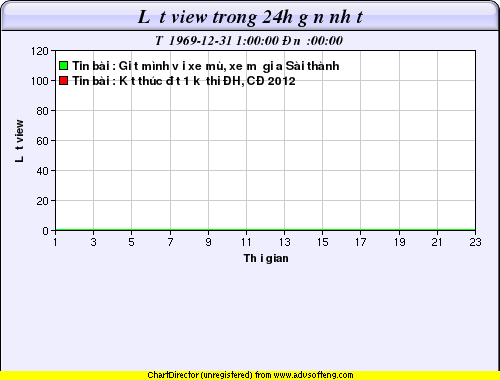 L t view trong 24h g n nh t
T 1969-12-31 1:00:00 Đ n :00:00
120
100
80
60
40
20
0
L t view
Tin bài : Gi t mình v i xe mù, xe m gi a Sài thành
Tin bài : K t thúc đ t 1 k thi ĐH, CĐ 2012
1 3 5 7 9 11 13 15 17 19 21 23
Th i gian
ChartDirector (unregistered) from www.advsofteng.com